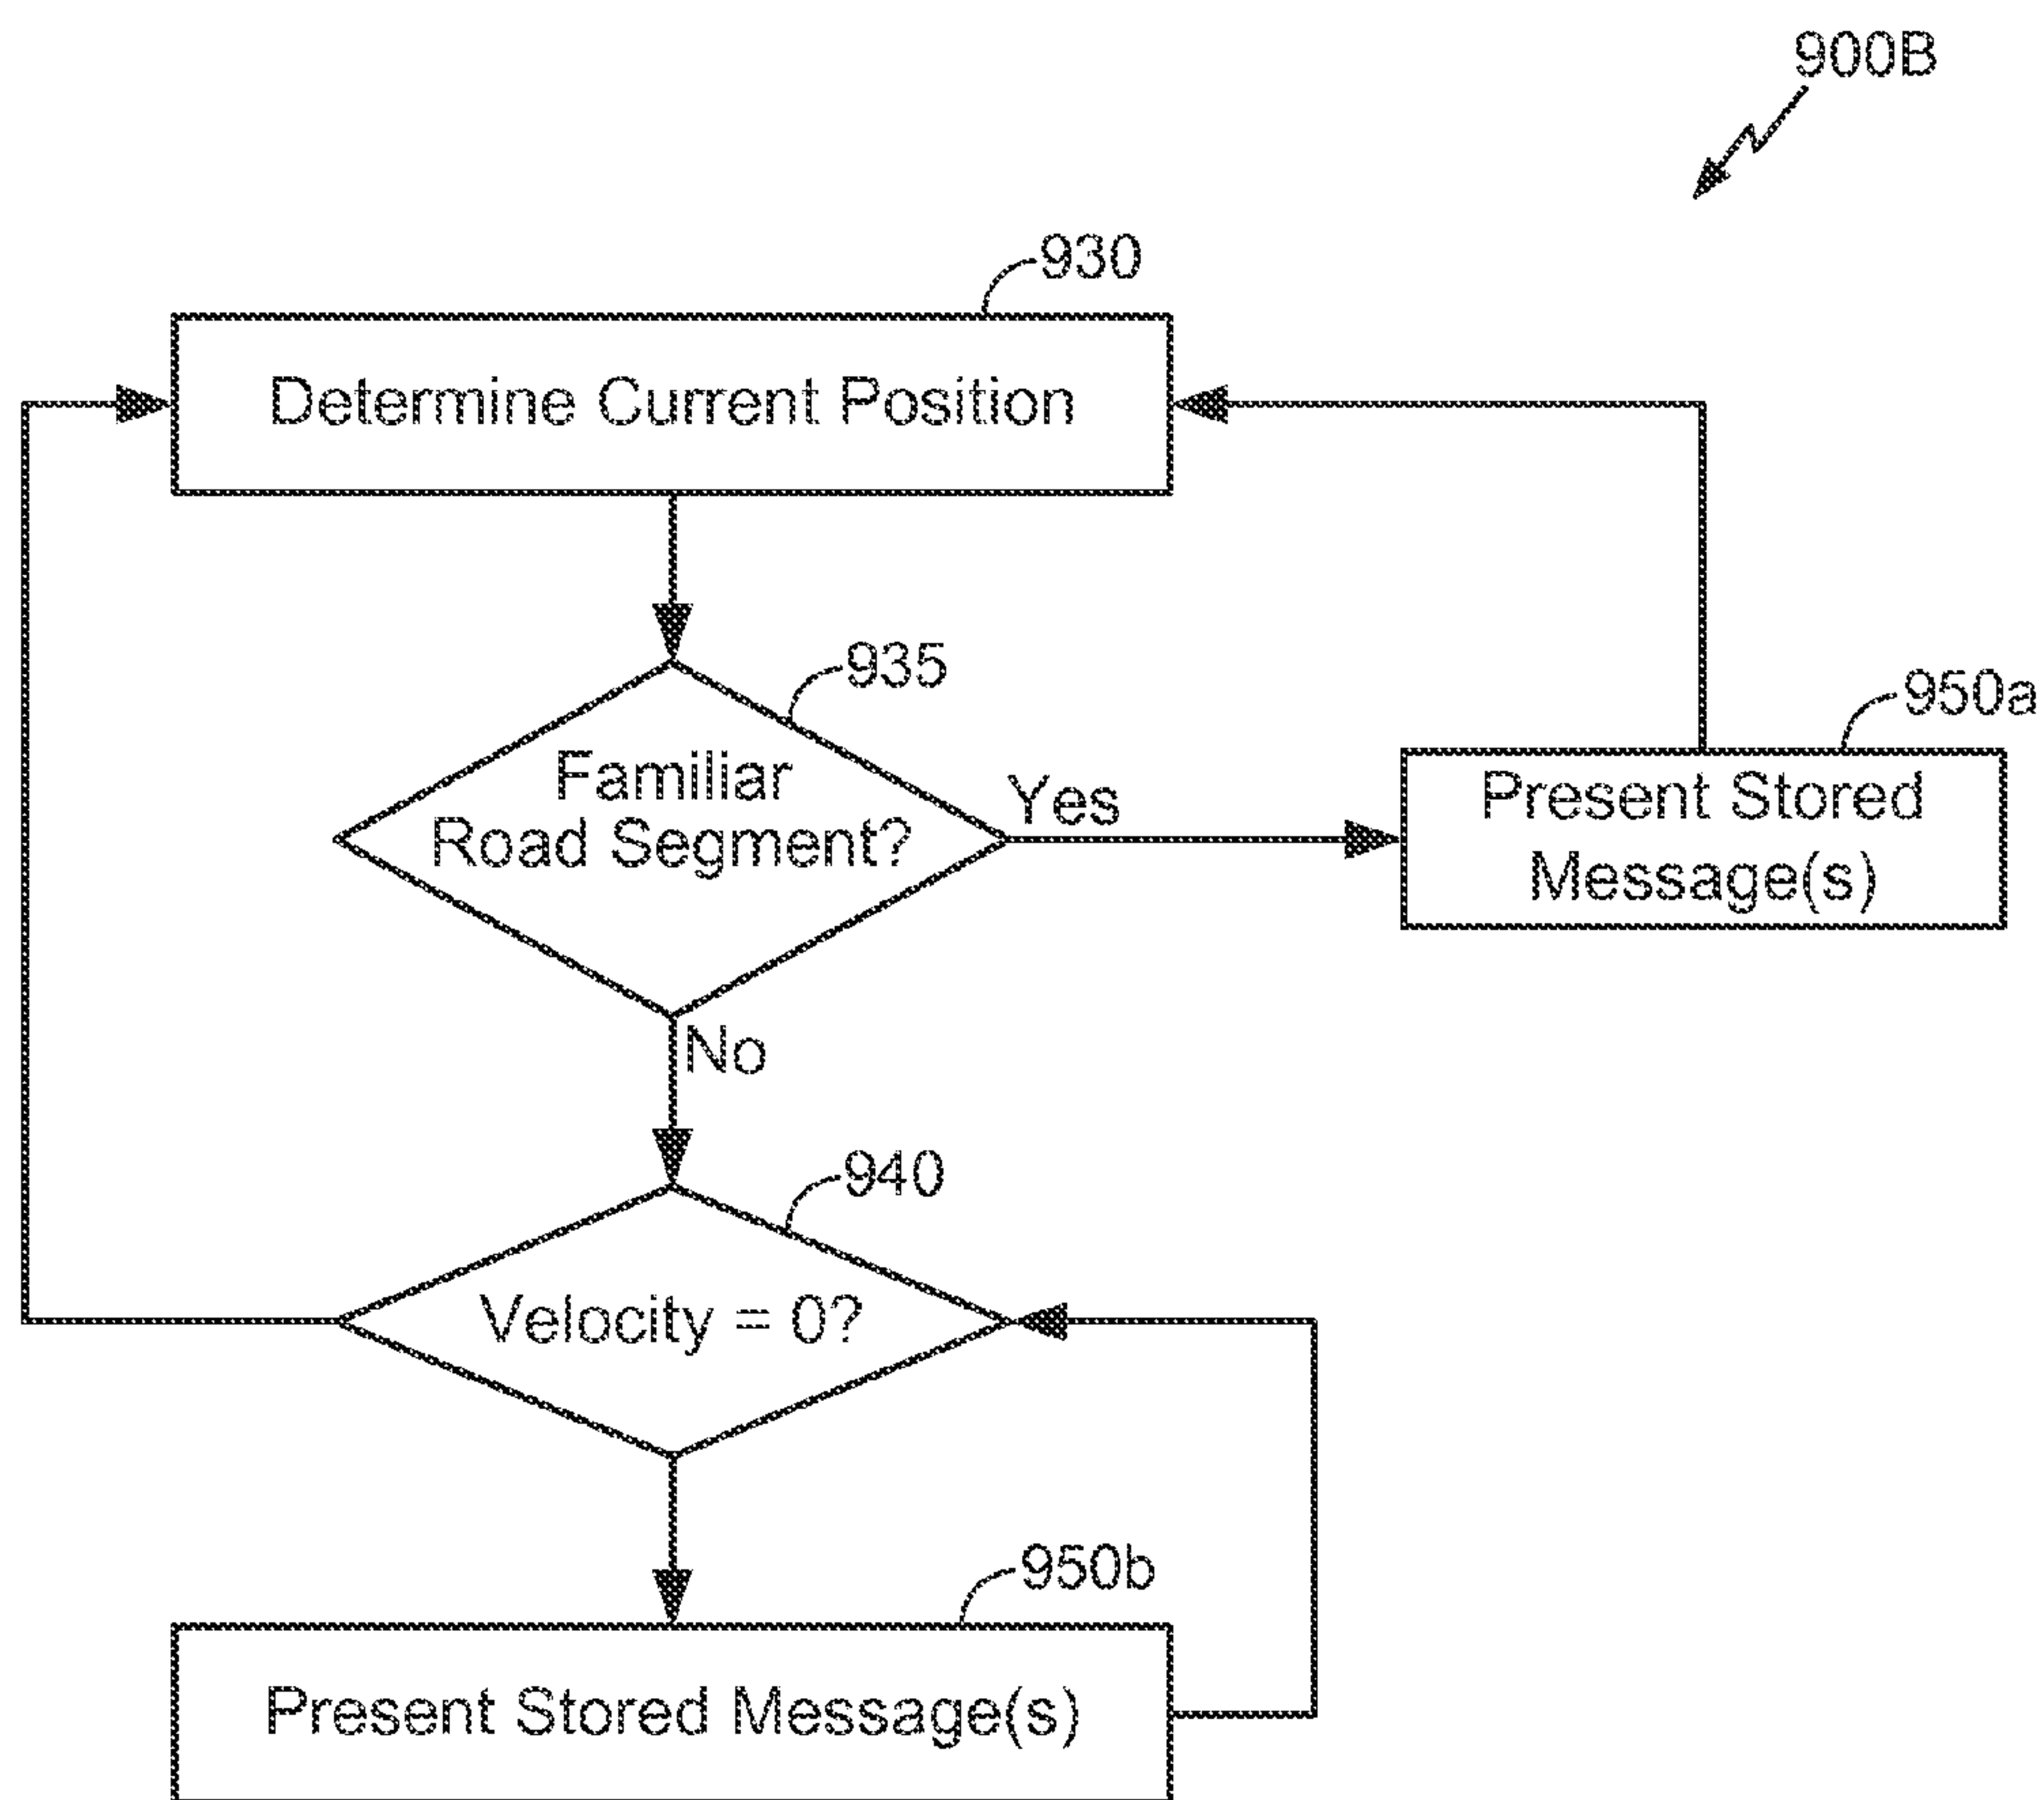 900B
930
Determine Current Position
935
Familiar
Road Segment?
Yes
950a
Present Stored
Message(s)
No
940
Velocity = 0?
950b
Present Stored Message(s)